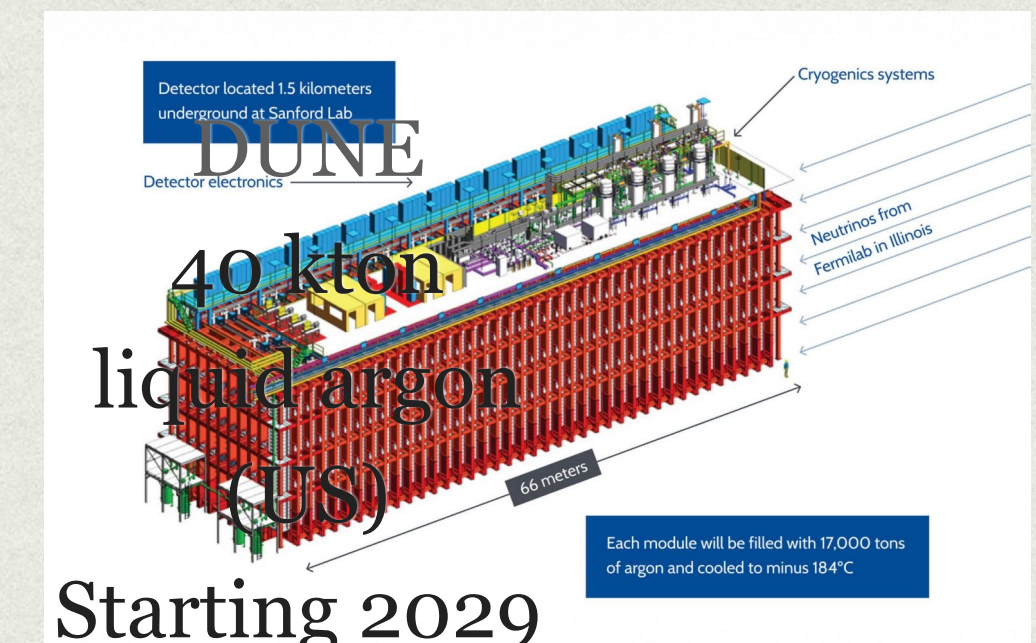 Detector located 1.5 kilometers
underground at Sanford Lab
DUNE
Cryogenics systems
Detector electronics
Neutrinos from
Fermilab in Illinois
40 kton
liquid argon
(US)
66 meters
Each module will be filled with 17,000 tons
of argon and cooled to minus 184°C
Starting 2029